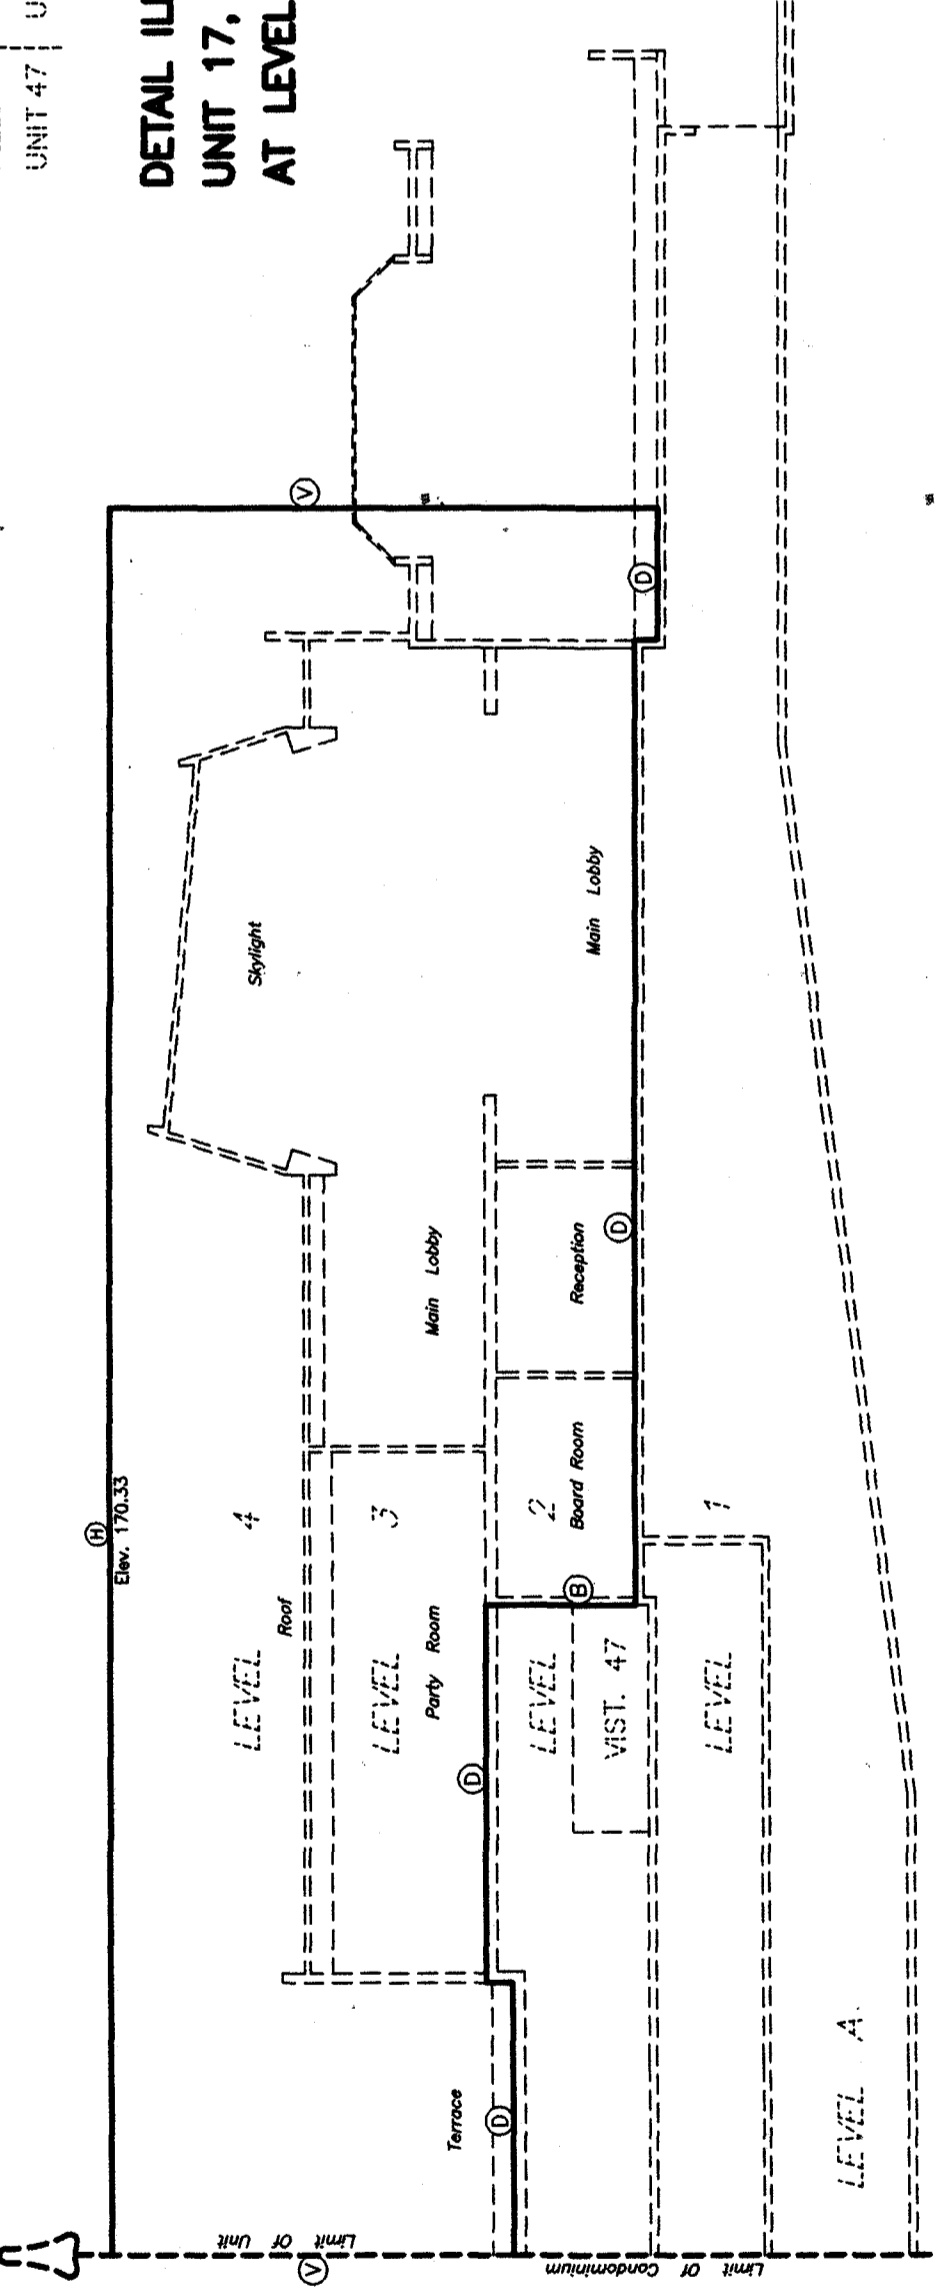 UNIT 47
DETAIL
UNIT 17,
AT LEVEL
Elev. 170.33
H
V
V
Limit Of Unit
Limit Of Condominium
Skylight
LEVEL 4
Roof
LEVEL 3
Party Room
Main Lobby
Terrace
D
D
D
D
B
LEVEL 2
Board Room
Reception
Main Lobby
VIST. 47
LEVEL 1
LEVEL A